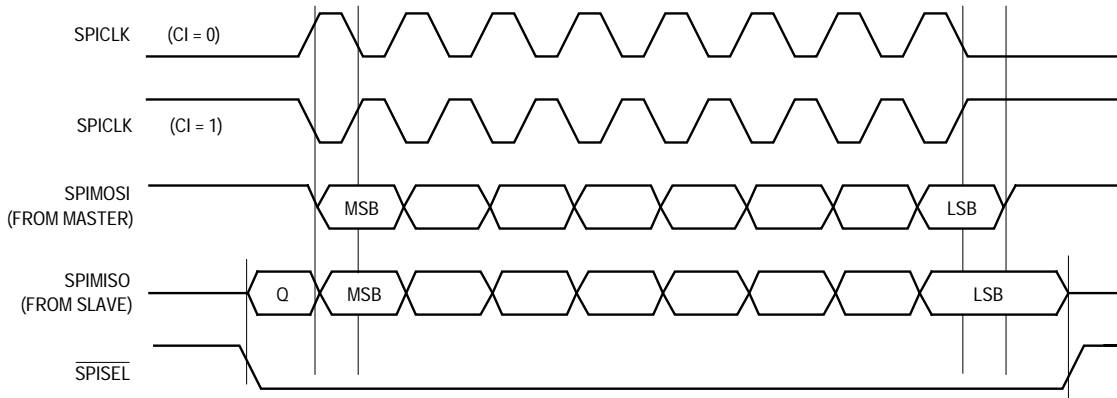 SPICLK (CI = 0)
SPICLK (CI = 1)
SPIMOSI
(FROM MASTER)
MSB
LSB
SPIMISO
(FROM SLAVE)
Q
MSB
LSB
SPISEL